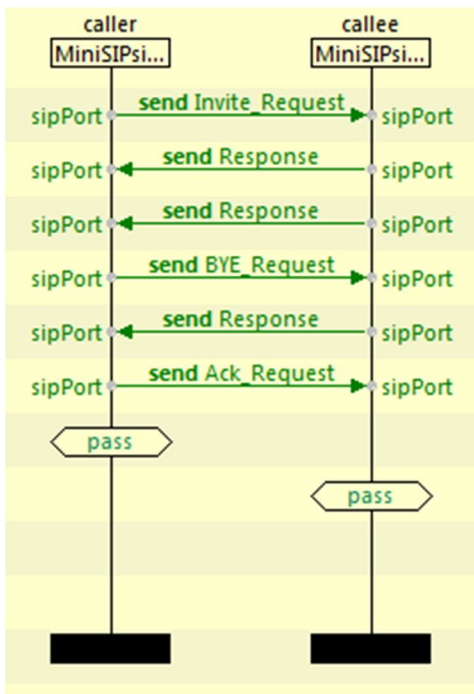 caller callee
MiniSIPsi... MiniSIPsi...
sipPort send Invite_Request sipPort
sipPort send Response sipPort
sipPort send Response sipPort
sipPort send BYE_Request sipPort
sipPort send Response sipPort
sipPort send Ack_Request sipPort
pass
pass